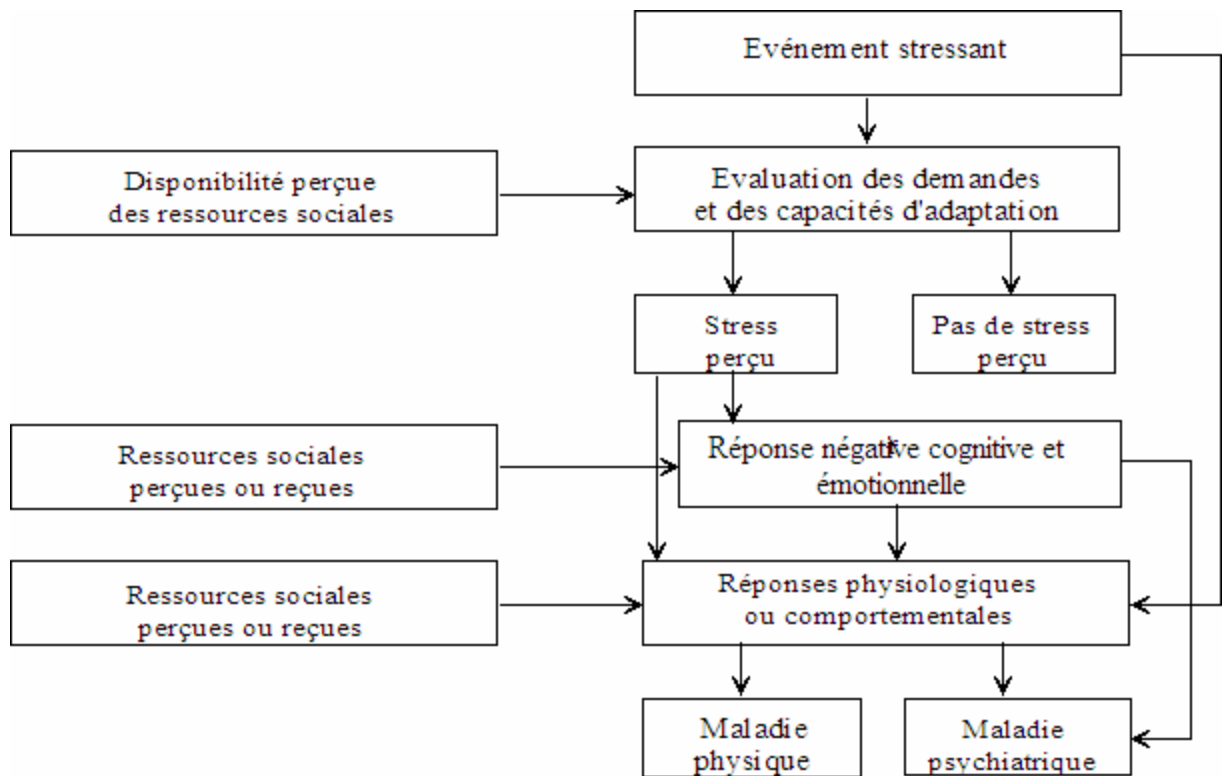 Evénement stressant
Disponibilité perçue
des ressources sociales
Evaluation des demandes
et des capacités d'adaptation
Stress
perçu
Pas de stress
perçu
Ressources sociales
perçues ou reçues
Réponse négative cognitive et
émotionnelle
Ressources sociales
perçues ou reçues
Réponses physiologiques
ou comportementales
Maladie
physique
Maladie
psychiatrique